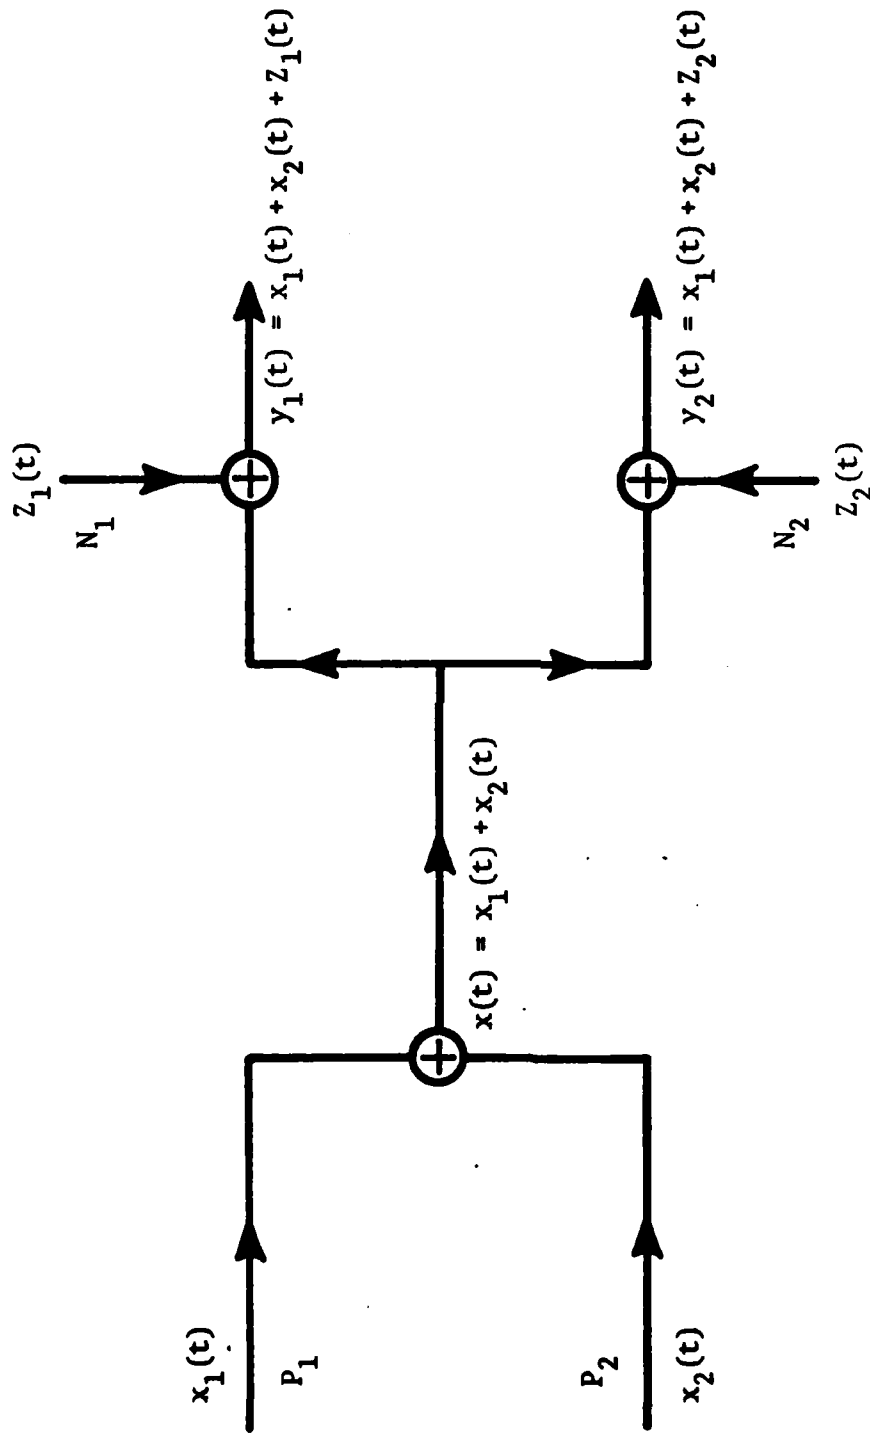 Z₁(t)
N₁
y₁(t) = x₁(t) + x₂(t) + Z₁(t)
x₁(t)
P₁
x(t) = x₁(t) + x₂(t)
P₂
x₂(t)
y₂(t) = x₁(t) + x₂(t) + Z₂(t)
N₂
Z₂(t)